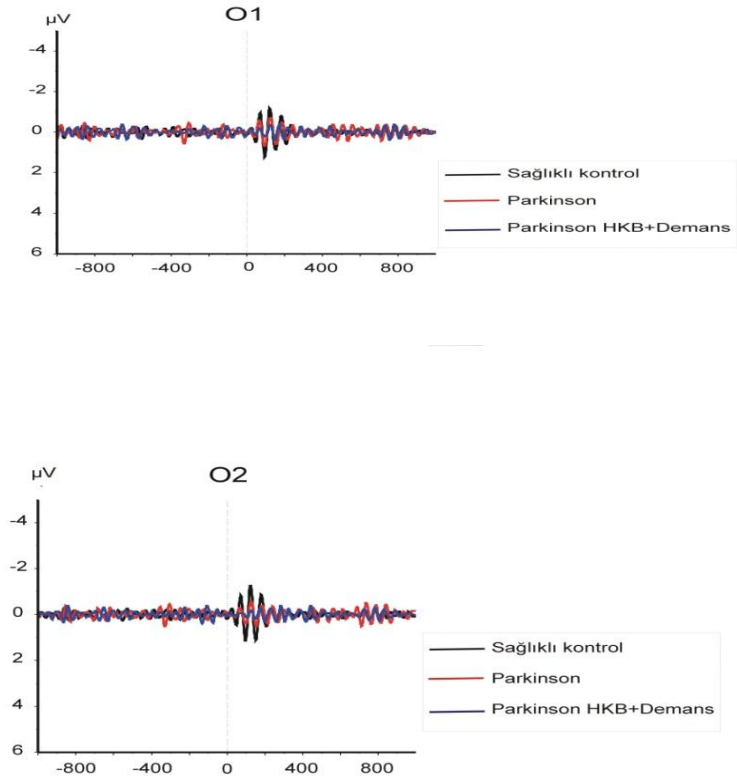 µV
O1
-4
-2
0
2
4
6
-800 -400 0 400 800
Sağlıklı kontrol
Parkinson
Parkinson HKB+Demans
µV
O2
-4
-2
0
2
4
6
-800 -400 0 400 800
Sağlıklı kontrol
Parkinson
Parkinson HKB+Demans